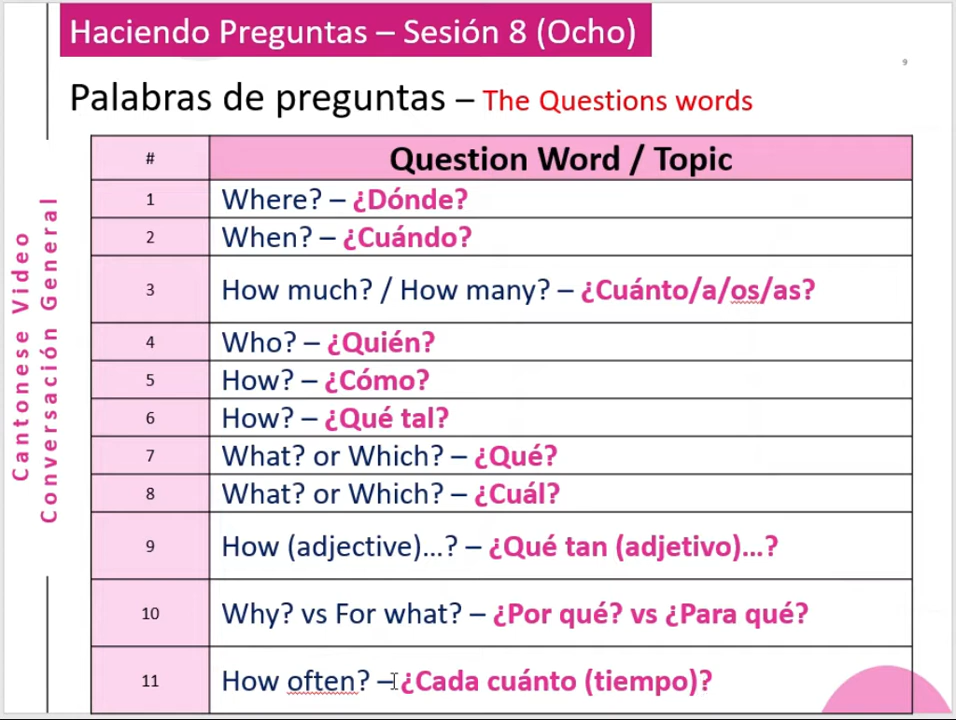 Haciendo Preguntas – Sesión 8 (Ocho)
9
Palabras de preguntas – The Questions words
# Question Word / Topic
1 Where? – ¿Dónde?
2 When? – ¿Cuándo?
3 How much? / How many? – ¿Cuánto/a/os/as?
4 Who? – ¿Quién?
5 How? – ¿Cómo?
6 How? – ¿Qué tal?
7 What? or Which? – ¿Qué?
8 What? or Which? – ¿Cuál?
9 How (adjective)...? – ¿Qué tan (adjetivo)...?
10 Why? vs For what? – ¿Por qué? vs ¿Para qué?
11 How often? – ¿Cada cuánto (tiempo)?
Cantonese Video
Conversación General